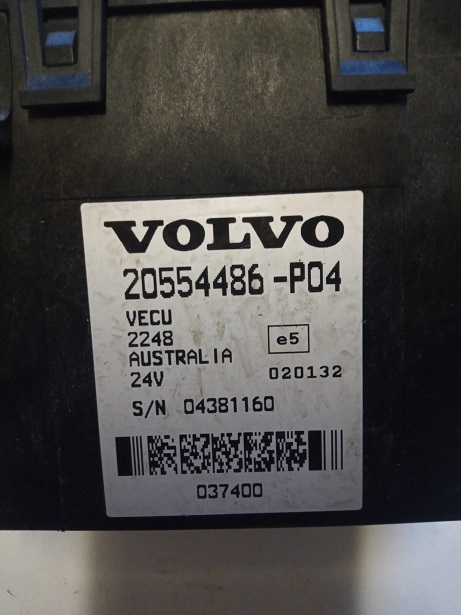 VOLVO
20554486-P04
VECU
2248
e5
AUSTRALIA
24V
020132
S/N 04381160
037400